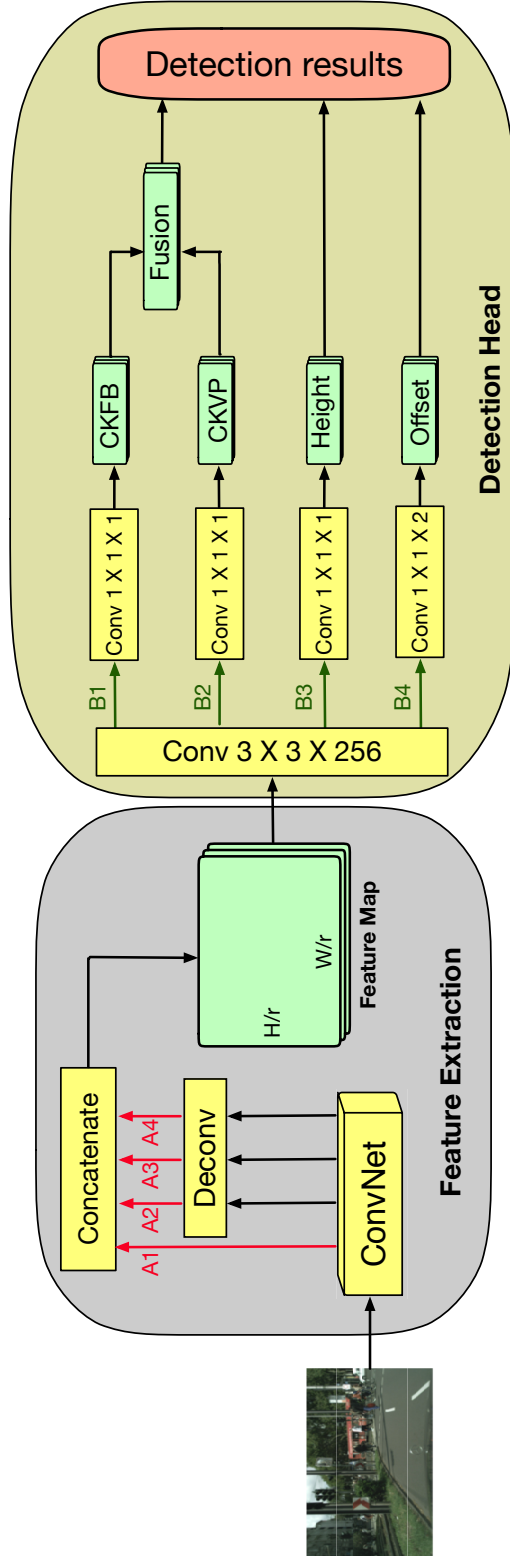 ConvNet
Deconv
Concatenate
A1
A2
A3
A4
H/r
W/r
Feature Map
Feature Extraction
Conv 3 X 3 X 256
B1
B2
B3
B4
Conv 1 X 1 X 1
Conv 1 X 1 X 1
Conv 1 X 1 X 1
Conv 1 X 1 X 2
CKFB
CKVP
Height
Offset
Fusion
Detection results
Detection Head